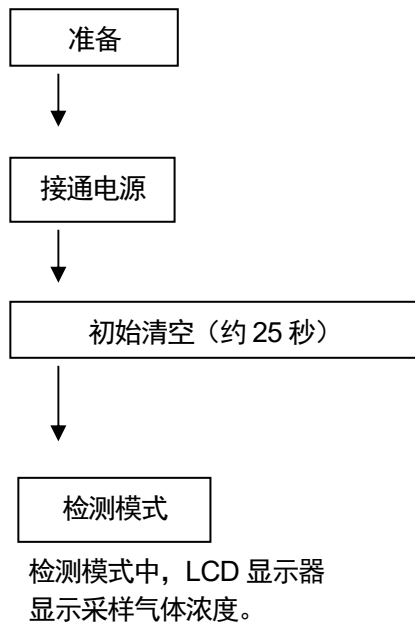 准备
接通电源
初始清空（约 25 秒）
检测模式
检测模式中，LCD 显示器
显示采样气体浓度。